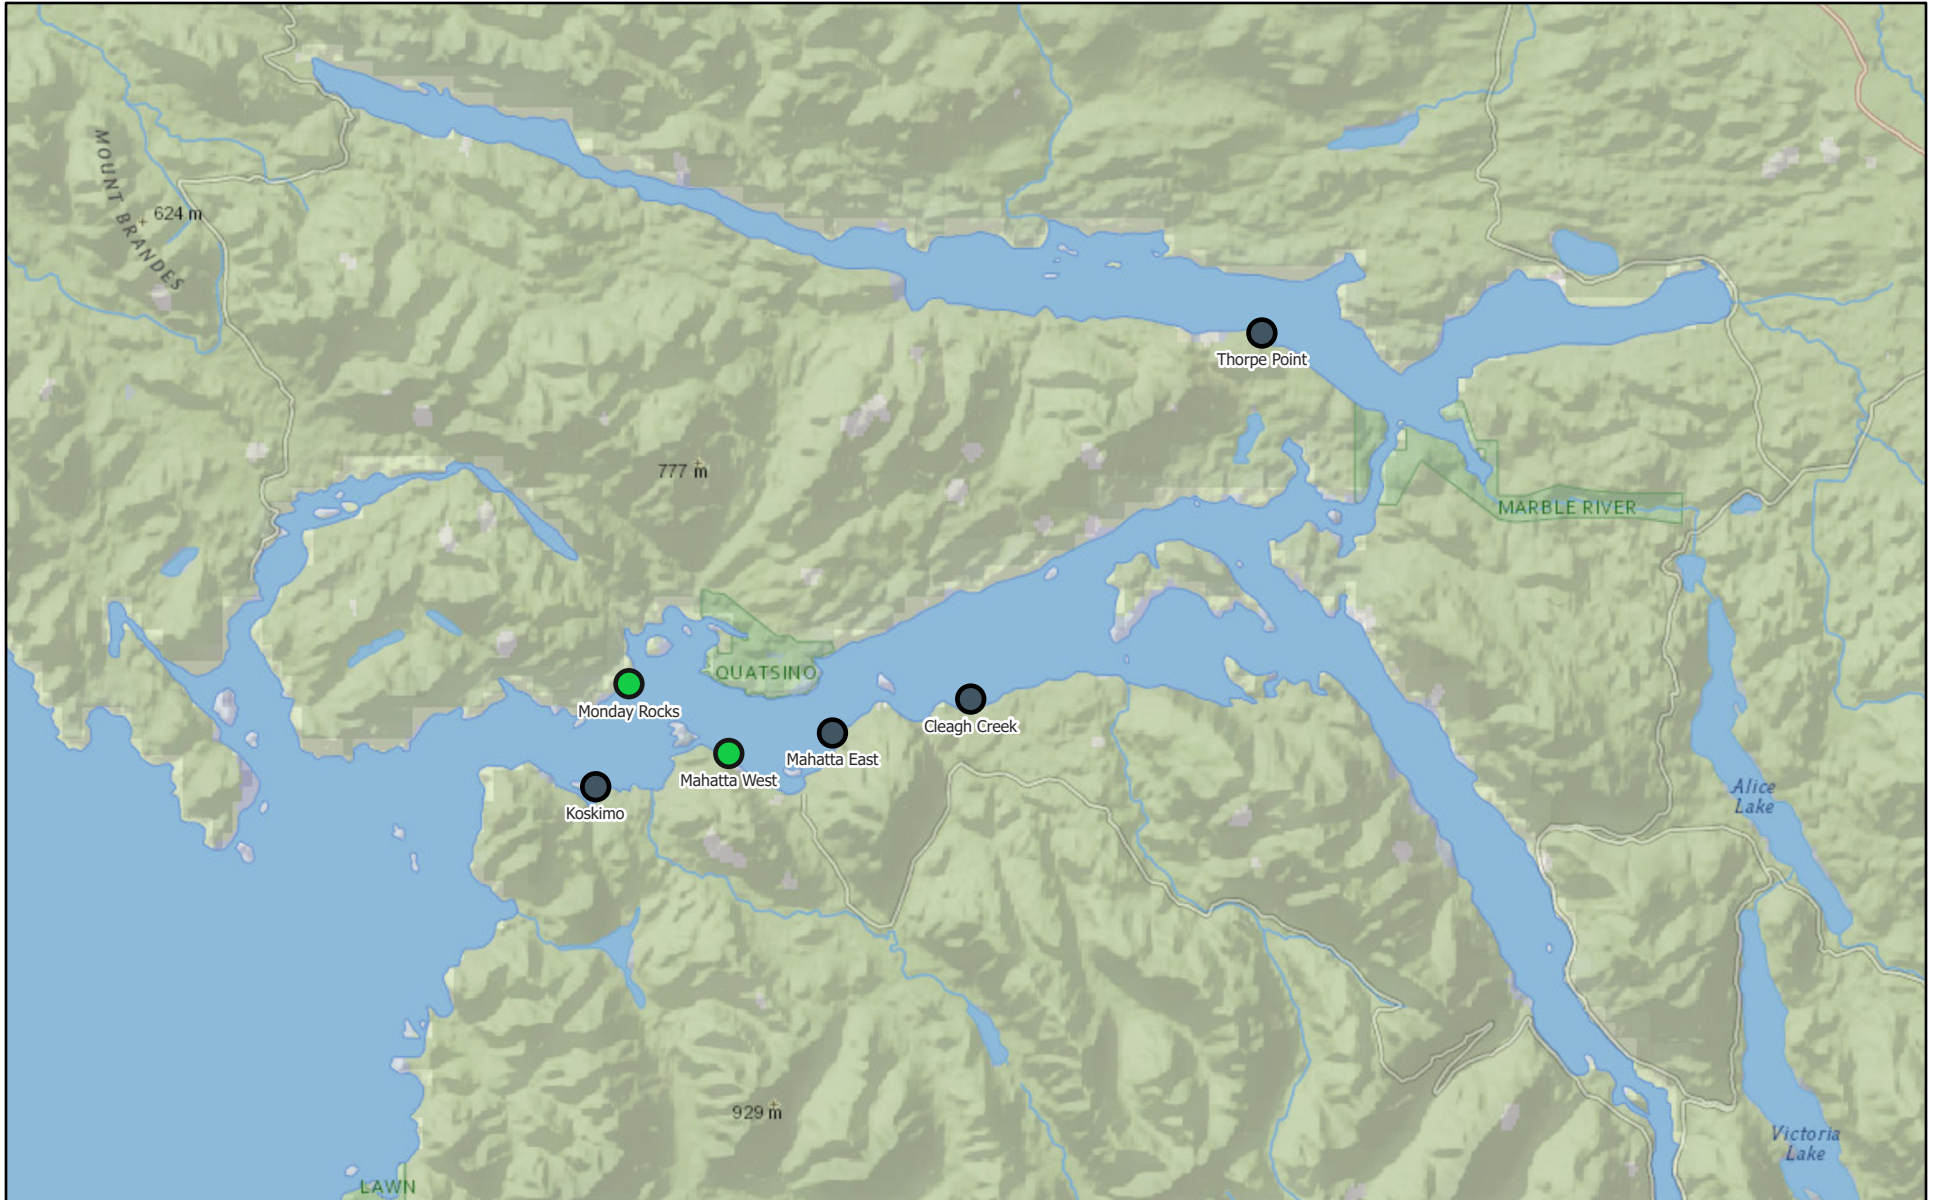 MOUNT BRANDES
624 m
Thorpe Point
777 m
MARBLE RIVER
QUATSINO
Monday Rocks
Cleagh Creek
Mahatta East
Mahatta West
Koskimo
Alice
Lake
929 m
Victoria
Lake
LAWN